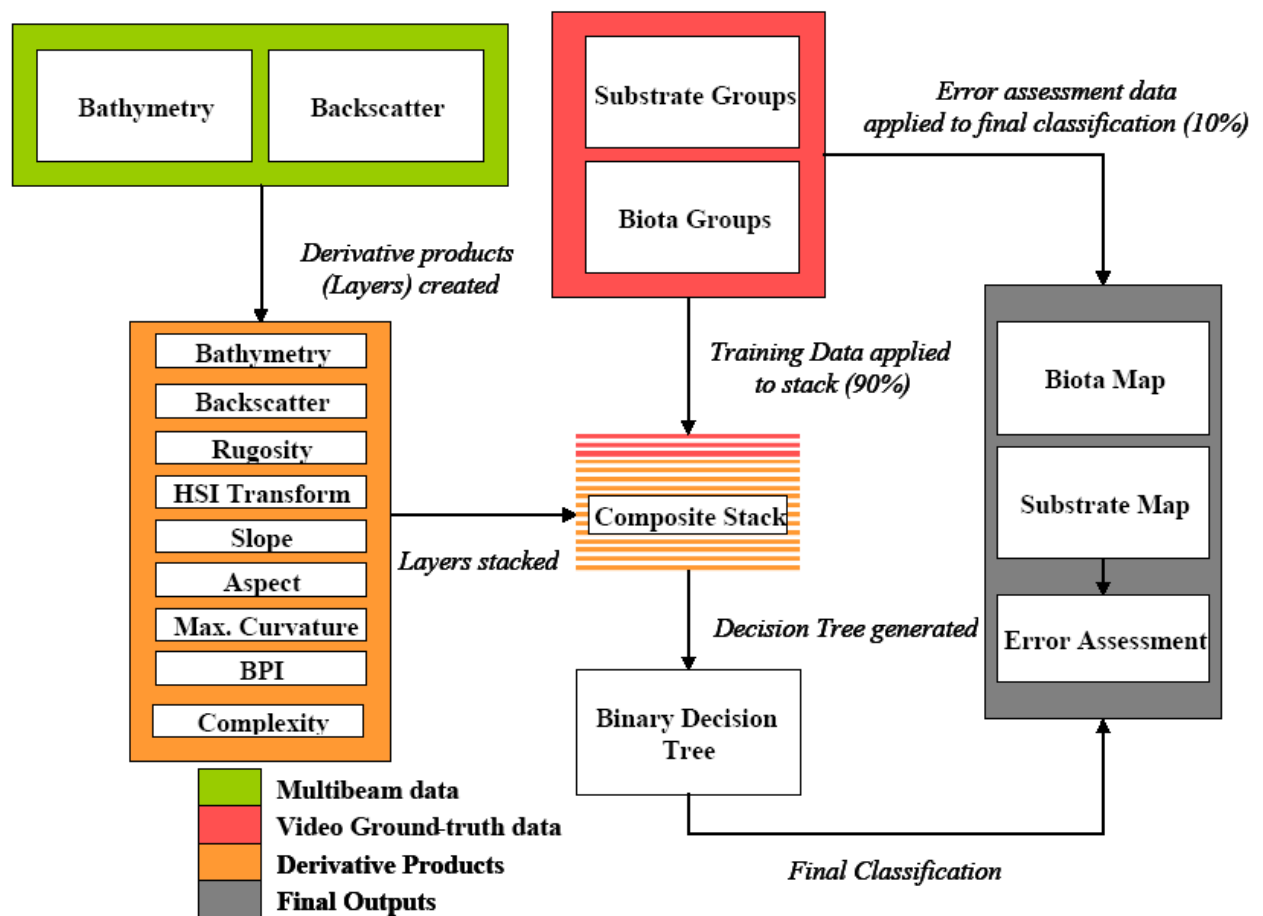 Bathymetry
Backscatter
Substrate Groups
Biota Groups
Error assessment data
applied to final classification (10%)
Derivative products
(Layers) created
Training Data applied
to stack (90%)
Bathymetry
Backscatter
Rugosity
HSI Transform
Slope
Aspect
Max. Curvature
BPI
Complexity
Layers stacked
Composite Stack
Biota Map
Substrate Map
Error Assessment
Decision Tree generated
Binary Decision
Tree
Final Classification
Multibeam data
Video Ground-truth data
Derivative Products
Final Outputs